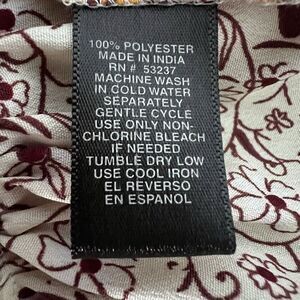 100% POLYESTER
MADE IN INDIA
RN # 53237
MACHINE WASH
IN COLD WATER
SEPARATELY
GENTLE CYCLE
USE ONLY NON-
CHLORINE BLEACH
IF NEEDED
TUMBLE DRY LOW
USE COOL IRON
EL REVERSO
EN ESPANOL